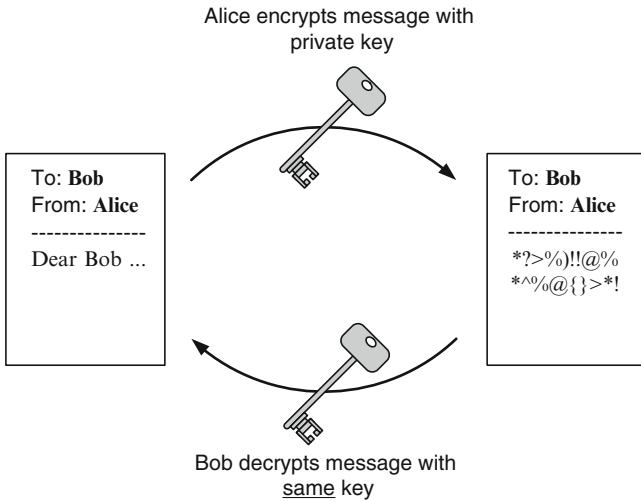 Alice encrypts message with
private key
To: Bob
From: Alice
---------------
Dear Bob ...
To: Bob
From: Alice
---------------
*?>%)!!@%
*^%@{}>*!
Bob decrypts message with
same key